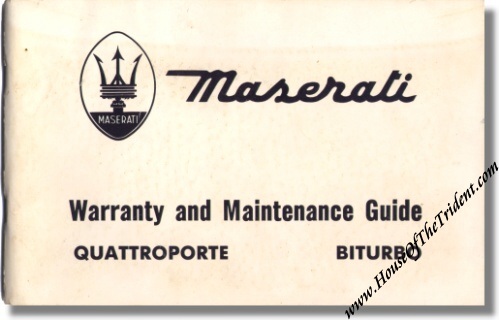 Maserati
MASERATI
Warranty and Maintenance Guide
QUATTROPORTE BITURBO
www.HouseOfTheTrident.com